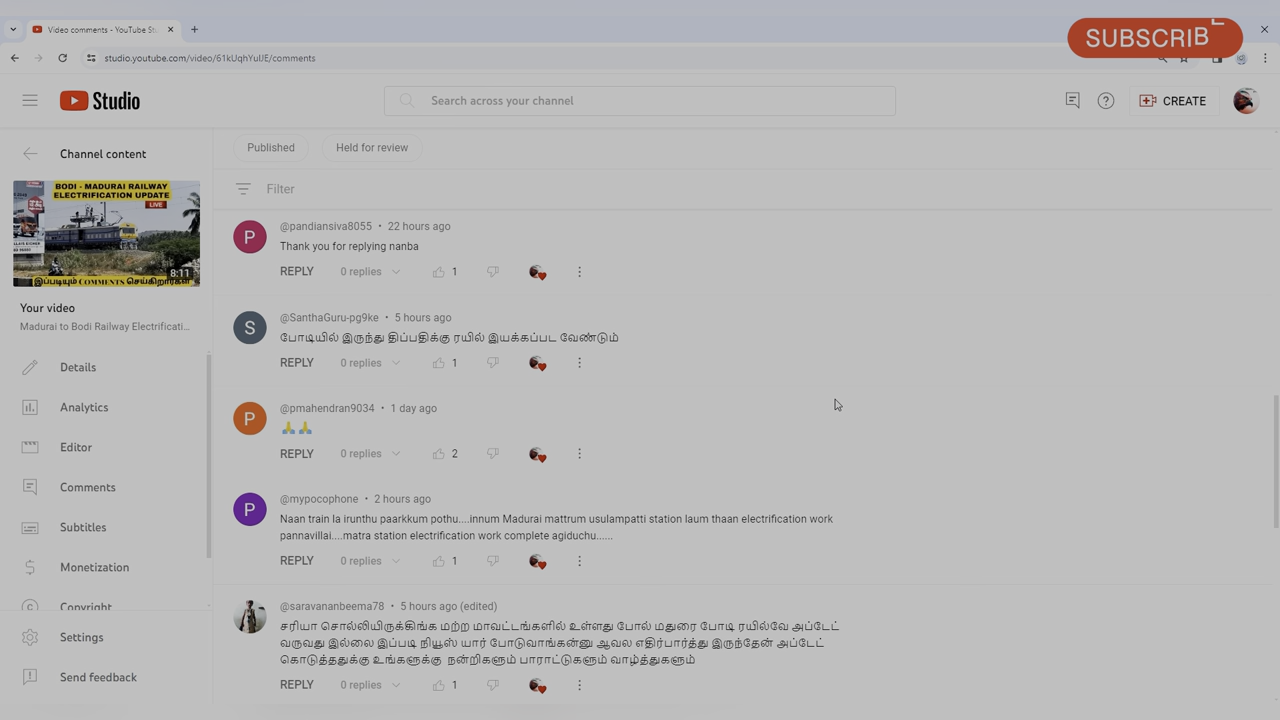 Video comments - YouTube St
SUBSCRIB
studio.youtube.com/video/61kUqhYulJE/comments
Studio
Search across your channel
CREATE
Channel content
Published
Held for review
Filter
BODI - MADURAI RAILWAY
ELECTRIFICATION UPDATE
LIVE
இப்படியும் COMMENTS செய்கிறார்கள்
8:11
Your video
Madurai to Bodi Railway Electrificati...
Details
Analytics
Editor
Comments
Subtitles
Monetization
Copyright
Settings
Send feedback
P
@pandiansiva8055 • 22 hours ago
Thank you for replying nanba
REPLY 0 replies 1
S
@SanthaGuru-pg9ke • 5 hours ago
போடியில் இருந்து திப்பதிக்கு ரயில் இயக்கப்பட வேண்டும்
REPLY 0 replies 1
P
@pmahendran9034 • 1 day ago
🙏🙏
REPLY 0 replies 2
P
@mypocophone • 2 hours ago
Naan train la irunthu paarkkum pothu....innum Madurai mattrum usulampatti station laum thaan electrification work
pannavillai....matra station electrification work complete agiduchu......
REPLY 0 replies 1
@saravananbeema78 • 5 hours ago (edited)
சரியா சொல்லியிருக்கிங்க மற்ற மாவட்டங்களில் உள்ளது போல் மதுரை போடி ரயில்வே அப்டேட்
வருவது இல்லை இப்படி நியூஸ் யார் போடுவாங்கன்னு ஆவல எதிர்பார்த்து இருந்தேன் அப்டேட்
கொடுத்ததுக்கு உங்களுக்கு நன்றிகளும் பாராட்டுகளும் வாழ்த்துகளும்
REPLY 0 replies 1